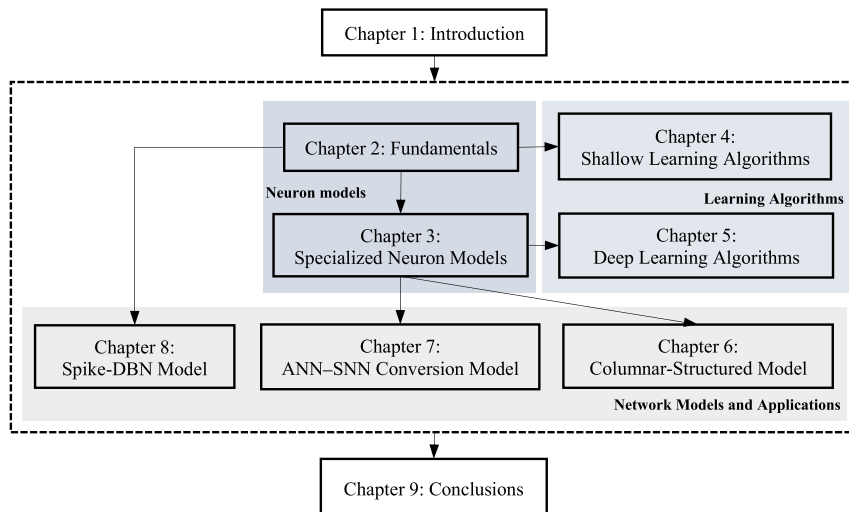 Chapter 1: Introduction
Chapter 2: Fundamentals
Chapter 4:
Shallow Learning Algorithms
Neuron models
Learning Algorithms
Chapter 3:
Specialized Neuron Models
Chapter 5:
Deep Learning Algorithms
Chapter 8:
Spike-DBN Model
Chapter 7:
ANN–SNN Conversion Model
Chapter 6:
Columnar-Structured Model
Network Models and Applications
Chapter 9: Conclusions